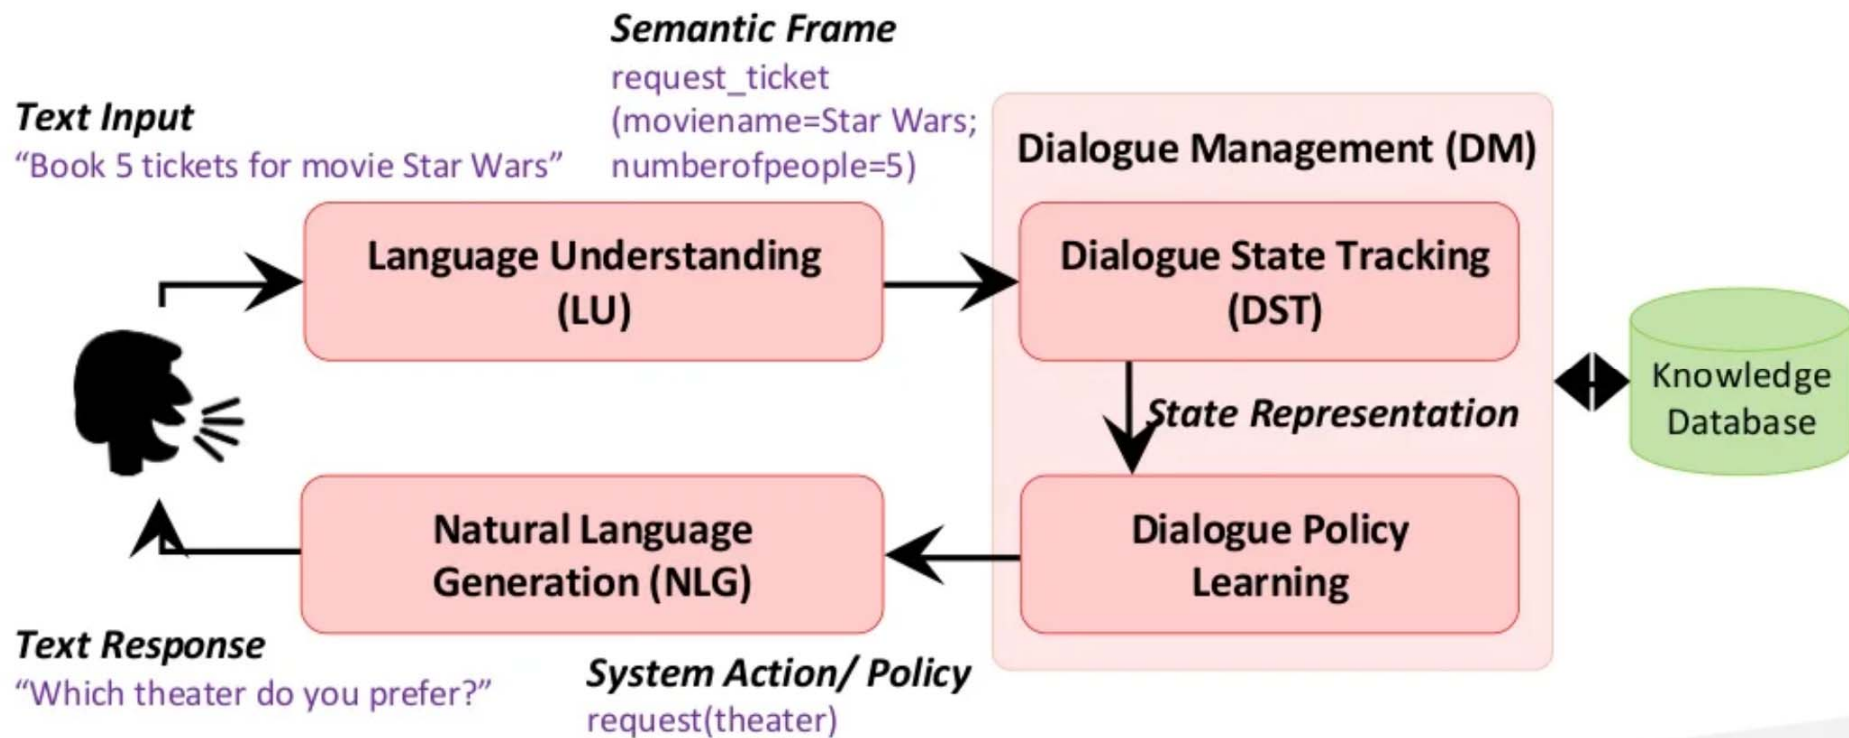 Semantic Frame
request_ticket
(moviename=Star Wars;
numberofpeople=5)
Text Input
“Book 5 tickets for movie Star Wars”
Dialogue Management (DM)
Language Understanding
(LU)
Dialogue State Tracking
(DST)
State Representation
Knowledge
Database
Natural Language
Generation (NLG)
Dialogue Policy
Learning
Text Response
“Which theater do you prefer?”
System Action/ Policy
request(theater)